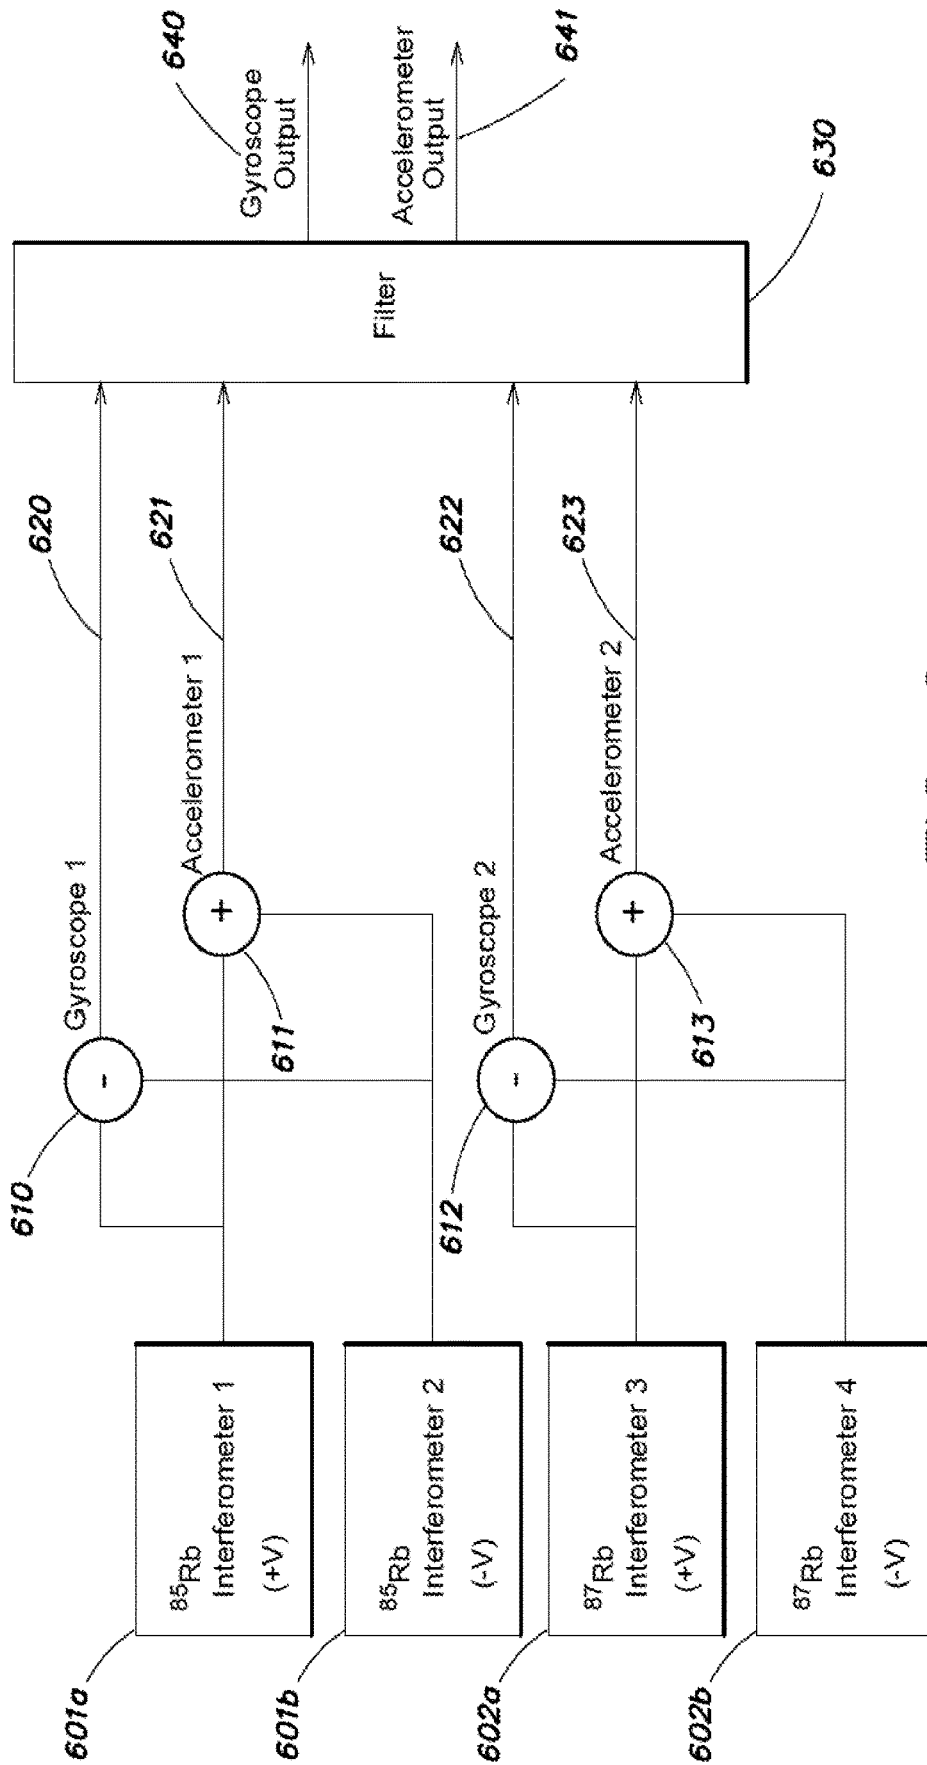 601a
85Rb
Interferometer 1
(+V)
601b
85Rb
Interferometer 2
(-V)
602a
87Rb
Interferometer 3
(+V)
602b
87Rb
Interferometer 4
(-V)
610
-
Gyroscope 1
620
611
+
Accelerometer 1
621
612
-
Gyroscope 2
622
613
+
Accelerometer 2
623
Filter
630
Gyroscope
Output
640
Accelerometer
Output
641